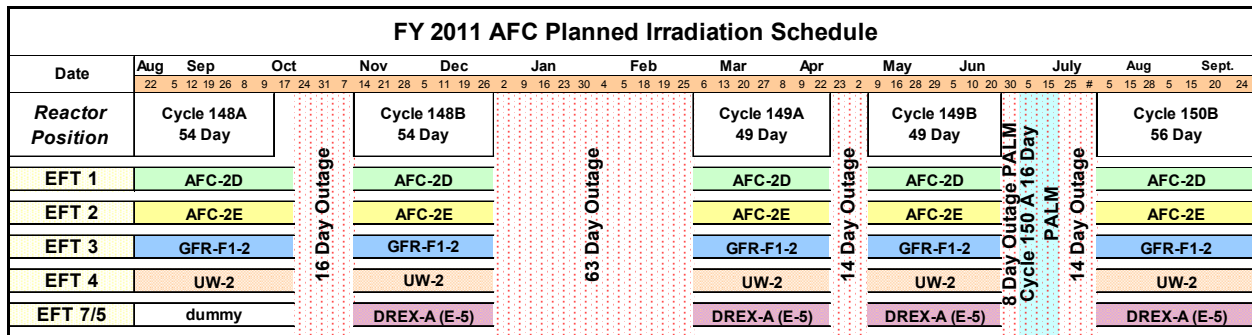 FY 2011 AFC Planned Irradiation Schedule
Date Aug Sep Oct Nov Dec Jan Feb Mar Apr May Jun July Aug Sept.
22 5 12 19 26 8 9 17 24 31 7 14 21 28 5 11 19 26 2 9 16 23 30 4 5 18 19 25 6 13 20 27 8 9 22 23 2 9 16 28 29 5 10 20 30 5 15 25 # 5 15 28 5 15 20 24
Reactor Position
Cycle 148A 54 Day
Cycle 148B 54 Day
Cycle 149A 49 Day
Cycle 149B 49 Day
Cycle 150B 56 Day
16 Day Outage
63 Day Outage
14 Day Outage
8 Day Outage PALM
Cycle 150 A 16 Day PALM
14 Day Outage
EFT 1 AFC-2D AFC-2D AFC-2D AFC-2D AFC-2D
EFT 2 AFC-2E AFC-2E AFC-2E AFC-2E AFC-2E
EFT 3 GFR-F1-2 GFR-F1-2 GFR-F1-2 GFR-F1-2 GFR-F1-2
EFT 4 UW-2 UW-2 UW-2 UW-2 UW-2
EFT 7/5 dummy DREX-A (E-5) DREX-A (E-5) DREX-A (E-5) DREX-A (E-5)